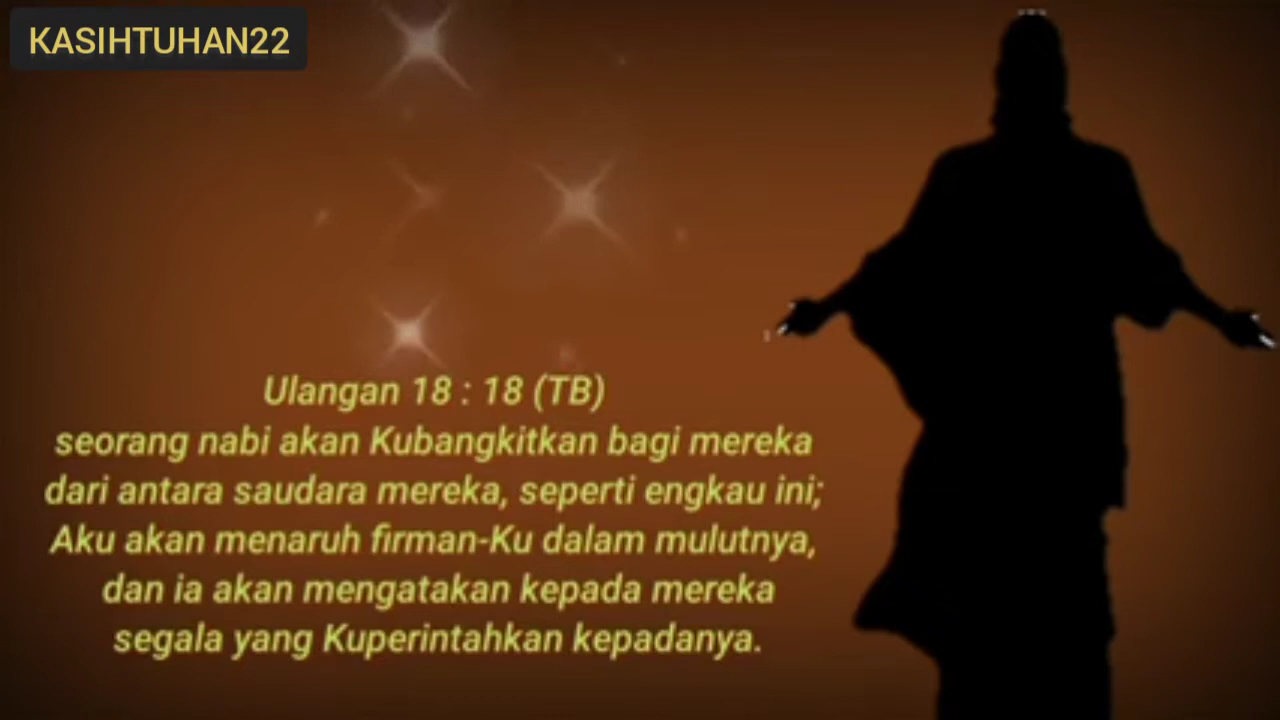 KASIHTUHAN22
Ulangan 18 : 18 (TB)
seorang nabi akan Kubangkitkan bagi mereka
dari antara saudara mereka, seperti engkau ini;
Aku akan menaruh firman-Ku dalam mulutnya,
dan ia akan mengatakan kepada mereka
segala yang Kuperintahkan kepadanya.